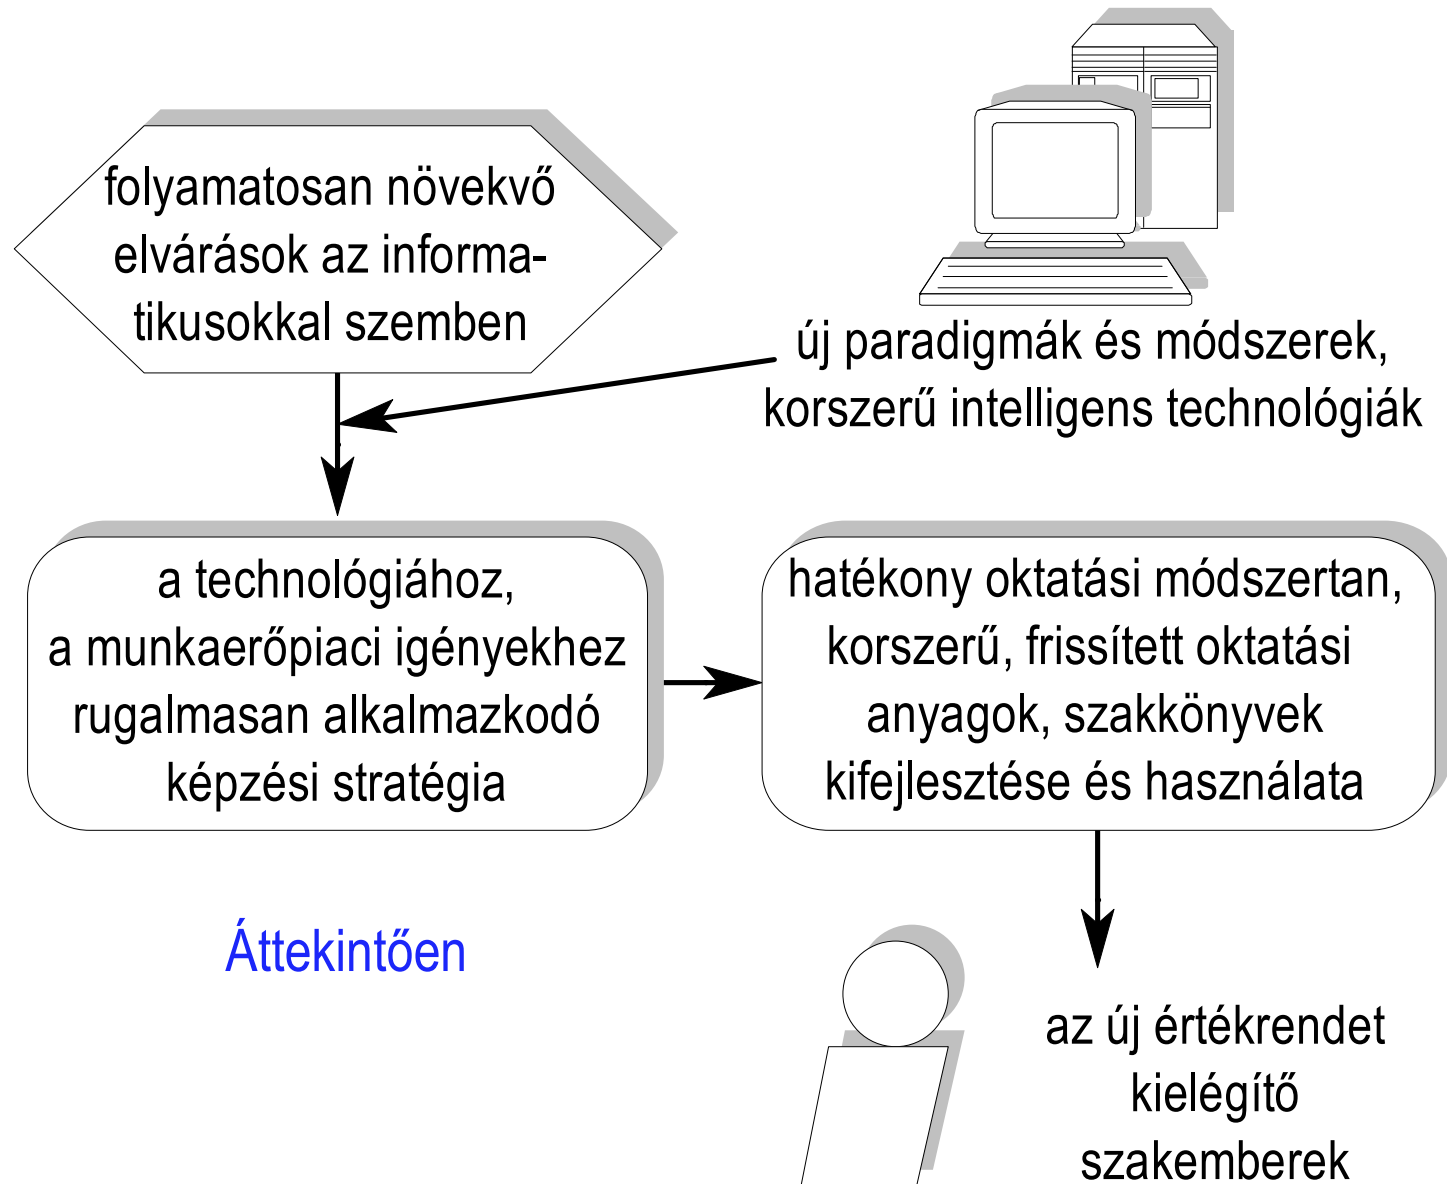 folyamatosan növekvő
elvárások az informa-
tikusokkal szemben
új paradigmák és módszerek,
korszerű intelligens technológiák
a technológiához,
a munkaerőpiaci igényekhez
rugalmasan alkalmazkodó
képzési stratégia
hatékony oktatási módszertan,
korszerű, frissített oktatási
anyagok, szakkönyvek
kifejlesztése és használata
Áttekintően
az új értékrendet
kielégítő
szakemberek